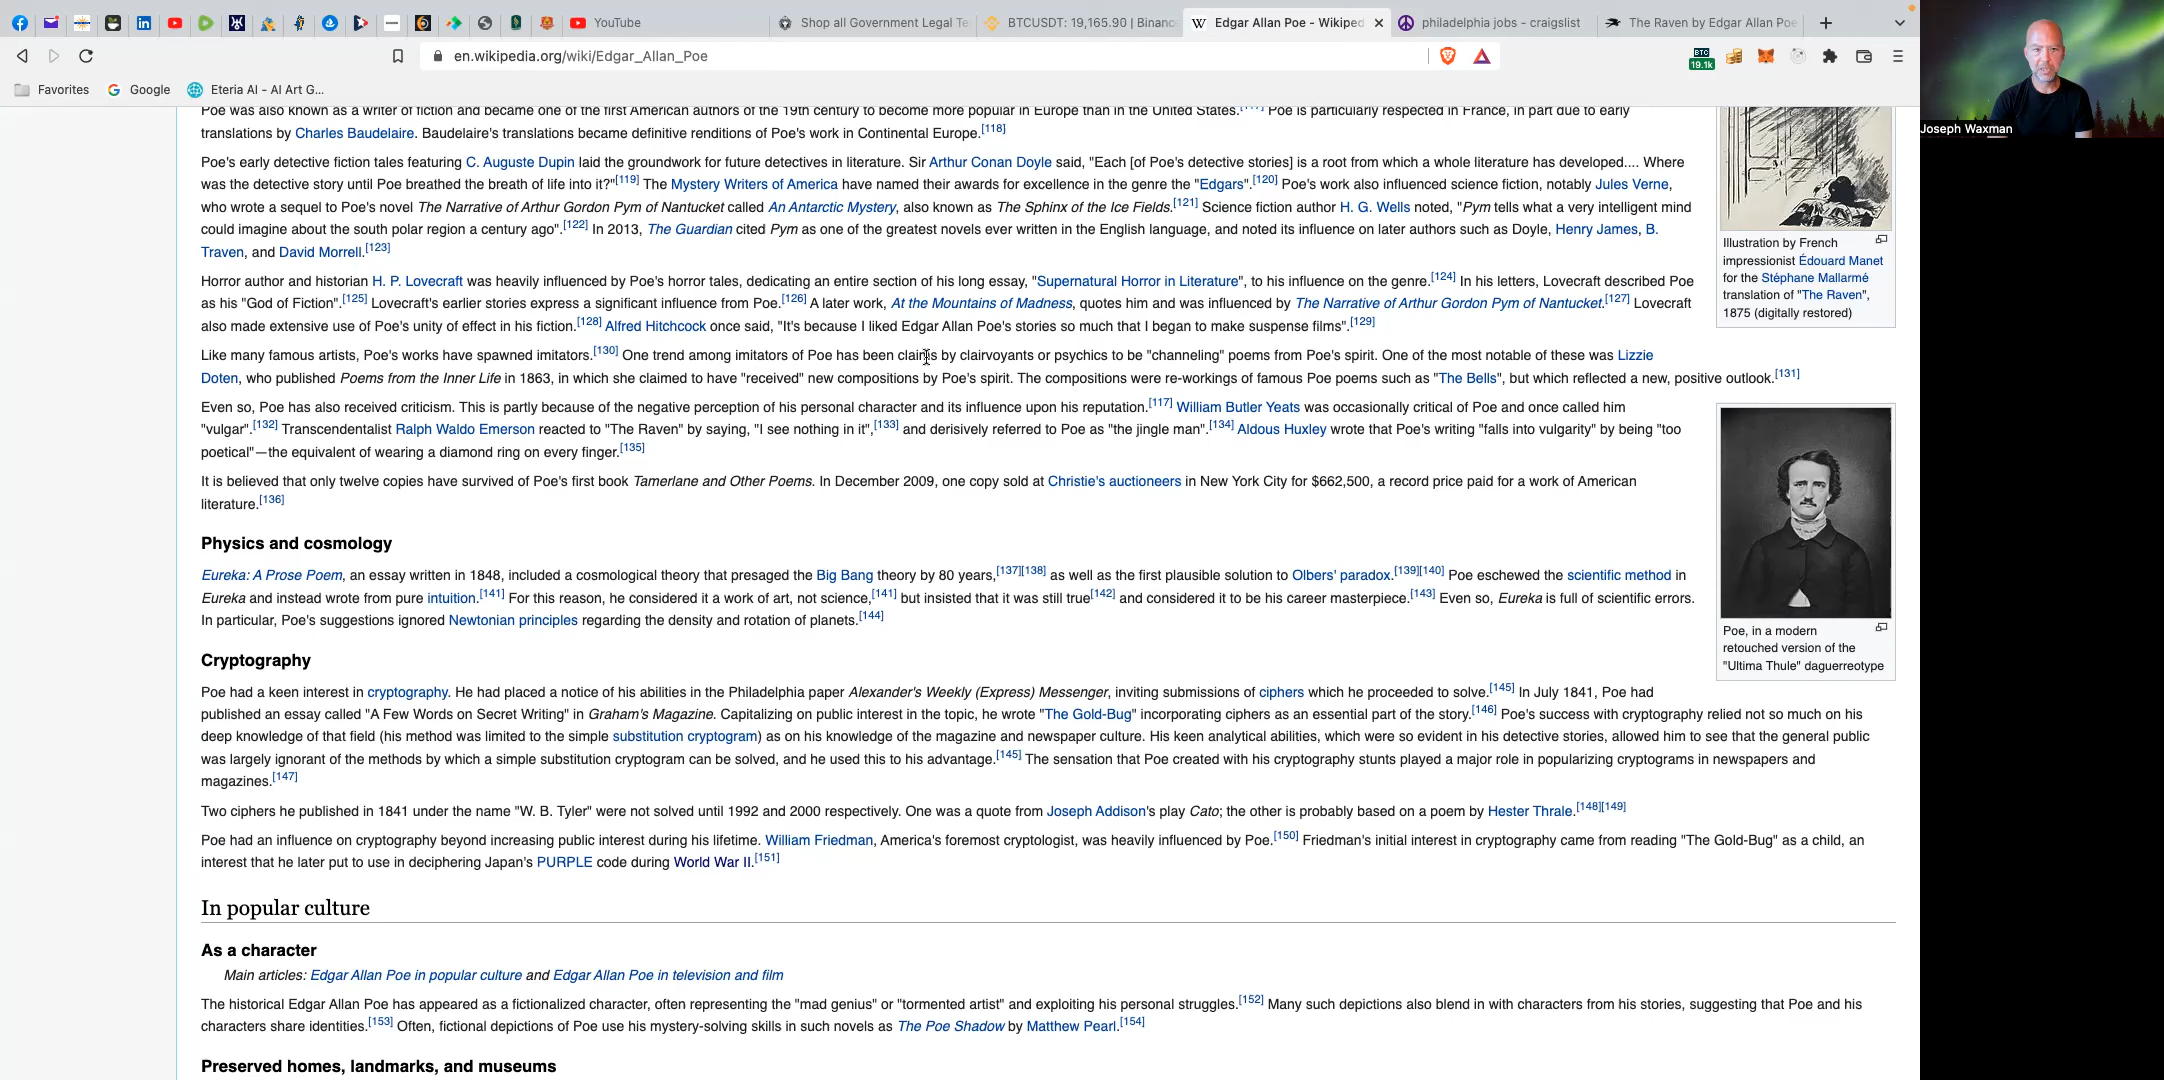 YouTube
Shop all Government Legal Te
BTCUSDT: 19,165.90 | Binanc
Edgar Allan Poe - Wikiped
philadelphia jobs - craigslist
The Raven by Edgar Allan Poe
en.wikipedia.org/wiki/Edgar_Allan_Poe
BTC
19.1k
Favorites
Google
Eteria AI - AI Art G...
Joseph Waxman
Poe was also known as a writer of fiction and became one of the first American authors of the 19th century to become more popular in Europe than in the United States.[117] Poe is particularly respected in France, in part due to early
translations by Charles Baudelaire. Baudelaire's translations became definitive renditions of Poe's work in Continental Europe.[118]
Poe's early detective fiction tales featuring C. Auguste Dupin laid the groundwork for future detectives in literature. Sir Arthur Conan Doyle said, "Each [of Poe's detective stories] is a root from which a whole literature has developed.... Where
was the detective story until Poe breathed the breath of life into it?"[119] The Mystery Writers of America have named their awards for excellence in the genre the "Edgars".[120] Poe's work also influenced science fiction, notably Jules Verne,
who wrote a sequel to Poe's novel The Narrative of Arthur Gordon Pym of Nantucket called An Antarctic Mystery, also known as The Sphinx of the Ice Fields.[121] Science fiction author H. G. Wells noted, "Pym tells what a very intelligent mind
could imagine about the south polar region a century ago".[122] In 2013, The Guardian cited Pym as one of the greatest novels ever written in the English language, and noted its influence on later authors such as Doyle, Henry James, B.
Traven, and David Morrell.[123]
Horror author and historian H. P. Lovecraft was heavily influenced by Poe's horror tales, dedicating an entire section of his long essay, "Supernatural Horror in Literature", to his influence on the genre.[124] In his letters, Lovecraft described Poe
as his "God of Fiction".[125] Lovecraft's earlier stories express a significant influence from Poe.[126] A later work, At the Mountains of Madness, quotes him and was influenced by The Narrative of Arthur Gordon Pym of Nantucket.[127] Lovecraft
also made extensive use of Poe's unity of effect in his fiction.[128] Alfred Hitchcock once said, "It's because I liked Edgar Allan Poe's stories so much that I began to make suspense films".[129]
Like many famous artists, Poe's works have spawned imitators.[130] One trend among imitators of Poe has been claims by clairvoyants or psychics to be "channeling" poems from Poe's spirit. One of the most notable of these was Lizzie
Doten, who published Poems from the Inner Life in 1863, in which she claimed to have "received" new compositions by Poe's spirit. The compositions were re-workings of famous Poe poems such as "The Bells", but which reflected a new, positive outlook.[131]
Even so, Poe has also received criticism. This is partly because of the negative perception of his personal character and its influence upon his reputation.[117] William Butler Yeats was occasionally critical of Poe and once called him
"vulgar".[132] Transcendentalist Ralph Waldo Emerson reacted to "The Raven" by saying, "I see nothing in it",[133] and derisively referred to Poe as "the jingle man".[134] Aldous Huxley wrote that Poe's writing "falls into vulgarity" by being "too
poetical"—the equivalent of wearing a diamond ring on every finger.[135]
It is believed that only twelve copies have survived of Poe's first book Tamerlane and Other Poems. In December 2009, one copy sold at Christie's auctioneers in New York City for $662,500, a record price paid for a work of American
literature.[136]
Illustration by French
impressionist Édouard Manet
for the Stéphane Mallarmé
translation of "The Raven",
1875 (digitally restored)
Poe, in a modern
retouched version of the
"Ultima Thule" daguerreotype
Physics and cosmology
Eureka: A Prose Poem, an essay written in 1848, included a cosmological theory that presaged the Big Bang theory by 80 years,[137][138] as well as the first plausible solution to Olbers' paradox.[139][140] Poe eschewed the scientific method in
Eureka and instead wrote from pure intuition.[141] For this reason, he considered it a work of art, not science,[141] but insisted that it was still true[142] and considered it to be his career masterpiece.[143] Even so, Eureka is full of scientific errors.
In particular, Poe's suggestions ignored Newtonian principles regarding the density and rotation of planets.[144]
Cryptography
Poe had a keen interest in cryptography. He had placed a notice of his abilities in the Philadelphia paper Alexander's Weekly (Express) Messenger, inviting submissions of ciphers which he proceeded to solve.[145] In July 1841, Poe had
published an essay called "A Few Words on Secret Writing" in Graham's Magazine. Capitalizing on public interest in the topic, he wrote "The Gold-Bug" incorporating ciphers as an essential part of the story.[146] Poe's success with cryptography relied not so much on his
deep knowledge of that field (his method was limited to the simple substitution cryptogram) as on his knowledge of the magazine and newspaper culture. His keen analytical abilities, which were so evident in his detective stories, allowed him to see that the general public
was largely ignorant of the methods by which a simple substitution cryptogram can be solved, and he used this to his advantage.[145] The sensation that Poe created with his cryptography stunts played a major role in popularizing cryptograms in newspapers and
magazines.[147]
Two ciphers he published in 1841 under the name "W. B. Tyler" were not solved until 1992 and 2000 respectively. One was a quote from Joseph Addison's play Cato; the other is probably based on a poem by Hester Thrale.[148][149]
Poe had an influence on cryptography beyond increasing public interest during his lifetime. William Friedman, America's foremost cryptologist, was heavily influenced by Poe.[150] Friedman's initial interest in cryptography came from reading "The Gold-Bug" as a child, an
interest that he later put to use in deciphering Japan's PURPLE code during World War II.[151]
In popular culture
As a character
Main articles: Edgar Allan Poe in popular culture and Edgar Allan Poe in television and film
The historical Edgar Allan Poe has appeared as a fictionalized character, often representing the "mad genius" or "tormented artist" and exploiting his personal struggles.[152] Many such depictions also blend in with characters from his stories, suggesting that Poe and his
characters share identities.[153] Often, fictional depictions of Poe use his mystery-solving skills in such novels as The Poe Shadow by Matthew Pearl.[154]
Preserved homes, landmarks, and museums